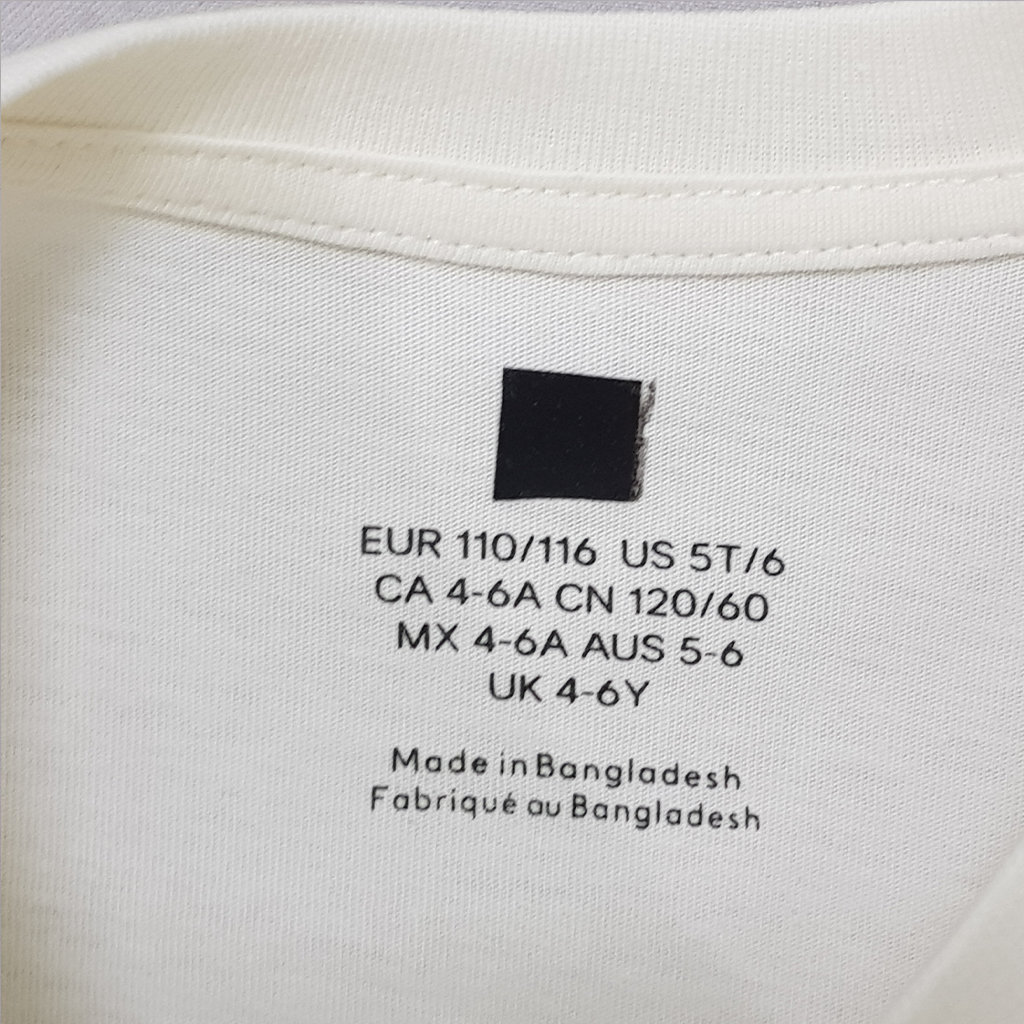 EUR 110/116 US 5T/6
CA 4-6A CN 120/60
MX 4-6A AUS 5-6
UK 4-6Y
Made in Bangladesh
Fabriqué au Bangladesh